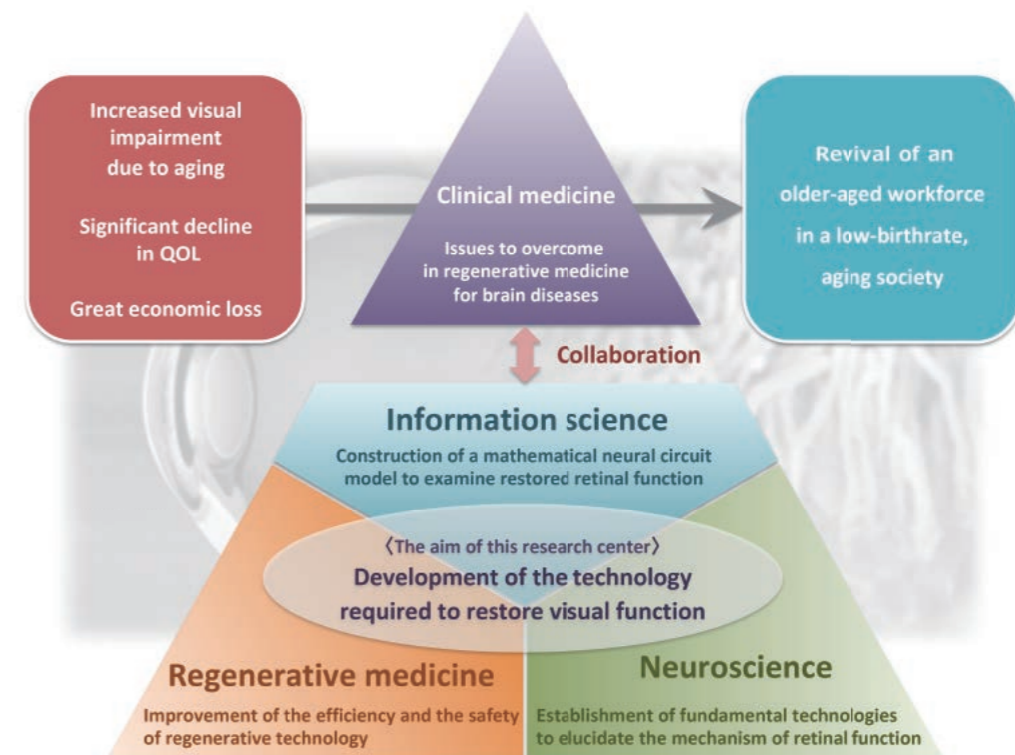 Increased visual
impairment
due to aging
Significant decline
in QOL
Great economic loss
Clinical medicine
Issues to overcome
in regenerative medicine
for brain diseases
Revival of an
older-aged workforce
in a low-birthrate,
aging society
Collaboration
Information science
Construction of a mathematical neural circuit
model to examine restored retinal function
〈The aim of this research center〉
Development of the technology
required to restore visual function
Regenerative medicine
Improvement of the efficiency and the safety
of regenerative technology
Neuroscience
Establishment of fundamental technologies
to elucidate the mechanism of retinal function